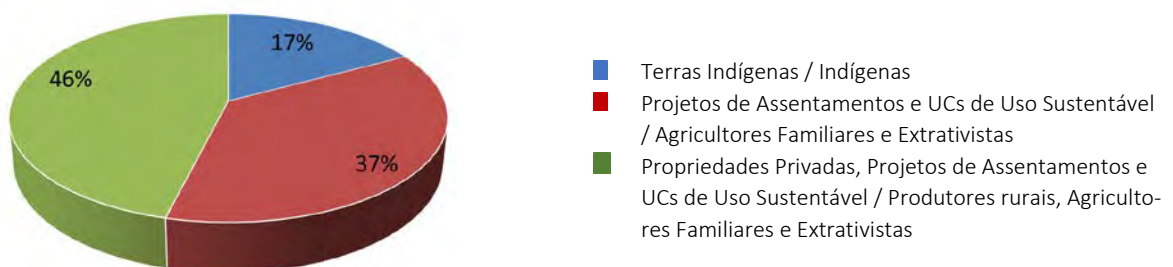 17%
46%
37%
Terras Indígenas / Indígenas
Projetos de Assentamentos e UCs de Uso Sustentável
/ Agricultores Familiares e Extrativistas
Propriedades Privadas, Projetos de Assentamentos e
UCs de Uso Sustentável / Produtores rurais, Agriculto-
res Familiares e Extrativistas